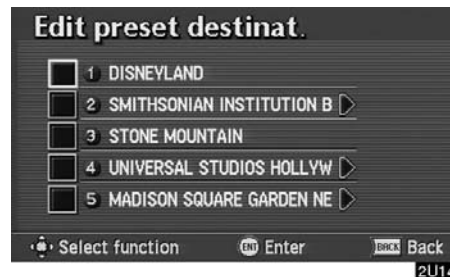 Edit preset destinat.
1 DISNEYLAND
2 SMITHSONIAN INSTITUTION B
3 STONE MOUNTAIN
4 UNIVERSAL STUDIOS HOLLYW
5 MADISON SQUARE GARDEN NE
Select function ENT Enter BACK Back
2U14